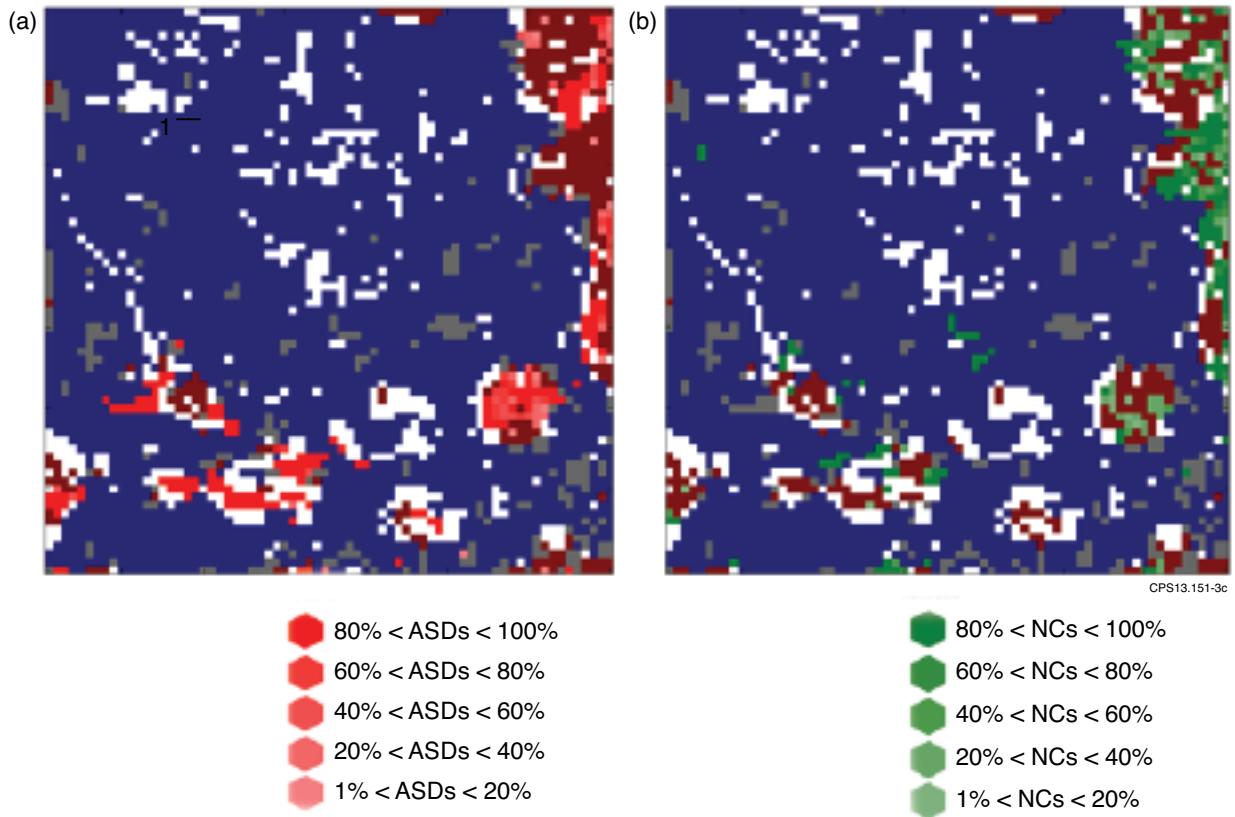 (a)
(b)
1
CPS13.151-3c
80% < ASDs < 100%
60% < ASDs < 80%
40% < ASDs < 60%
20% < ASDs < 40%
1% < ASDs < 20%
80% < NCs < 100%
60% < NCs < 80%
40% < NCs < 60%
20% < NCs < 40%
1% < NCs < 20%